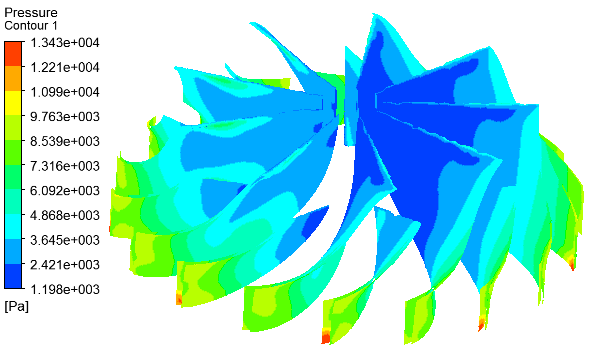 Pressure
Contour 1
1.343e+004
1.221e+004
1.099e+004
9.763e+003
8.539e+003
7.316e+003
6.092e+003
4.868e+003
3.645e+003
2.421e+003
1.198e+003
[Pa]